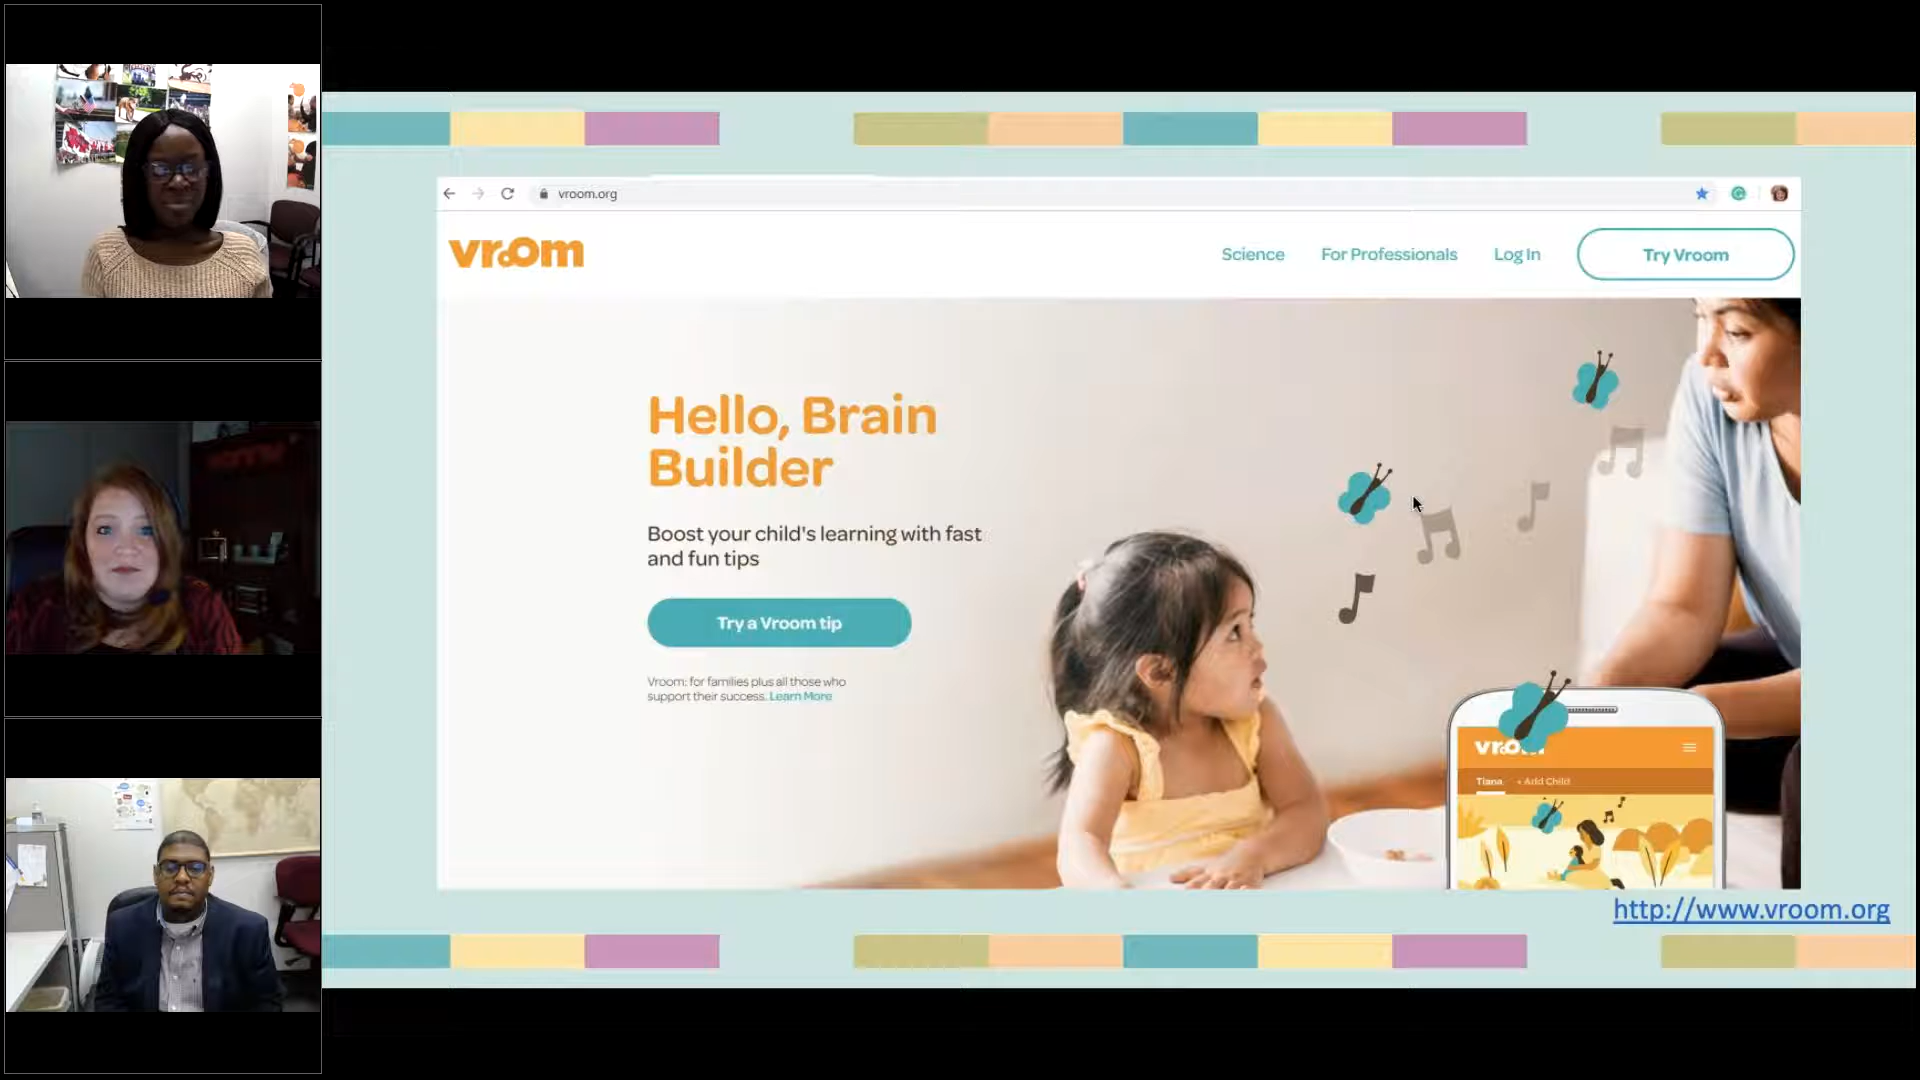 vroom.org
vroom
Science
For Professionals
Log In
Try Vroom
Hello, Brain
Builder
Boost your child's learning with fast
and fun tips
Try a Vroom tip
Vroom: for families plus all those who
support their success. Learn More
Tiana
+ Add Child
http://www.vroom.org